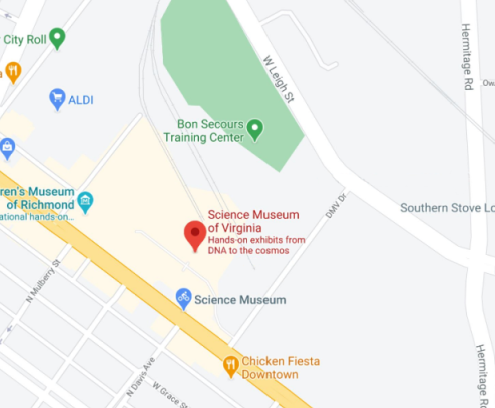 City Roll
Hermitage Rd
W Leigh St
ALDI
Bon Secours
Training Center
ren's Museum
of Richmond
ational hands on...
DMV Dr
Southern Stove Lo
Science Museum
of Virginia
Hands-on exhibits from
DNA to the cosmos
N Mulberry St
Science Museum
N Davis Ave
Chicken Fiesta
Downtown
W Grace S
Hermitage Rd